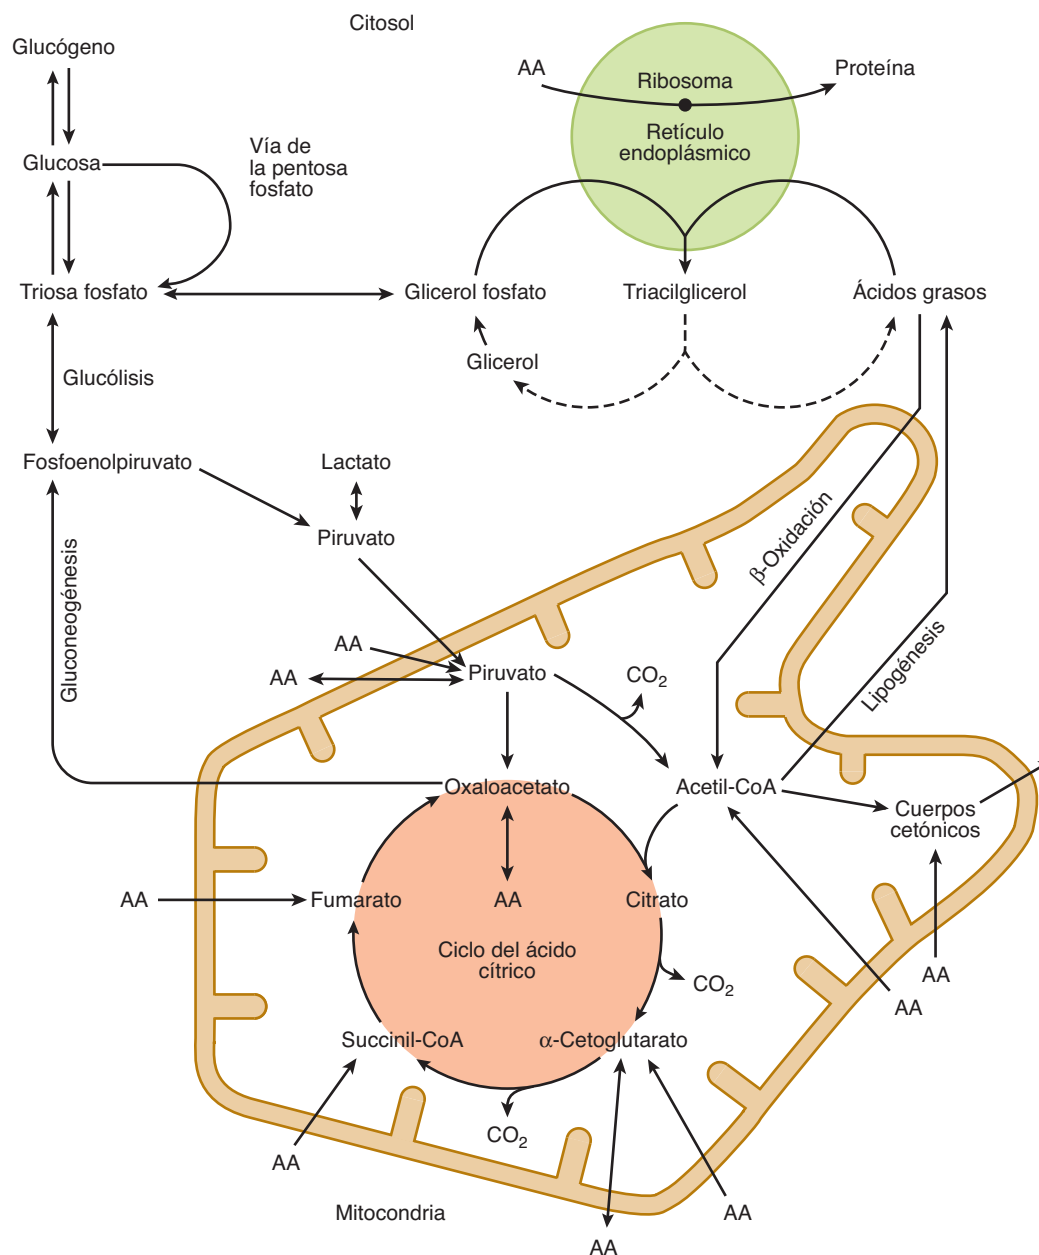 Citosol
Glucógeno
AA
Ribosoma
Proteína
Retículo
endoplásmico
Vía de
la pentosa
fosfato
Glucosa
Triosa fosfato
Glicerol fosfato
Triacilglicerol
Ácidos grasos
Glicerol
Glucólisis
Fosfoenolpiruvato
Lactato
Piruvato
β-Oxidación
Gluconeogénesis
Lipogénesis
AA
AA
Piruvato
CO2
Oxaloacetato
Acetil-CoA
Cuerpos
cetónicos
AA
Fumarato
AA
Citrato
Ciclo del ácido
cítrico
CO2
AA
AA
Succinil-CoA
α-Cetoglutarato
CO2
AA
Mitocondria
AA
AA